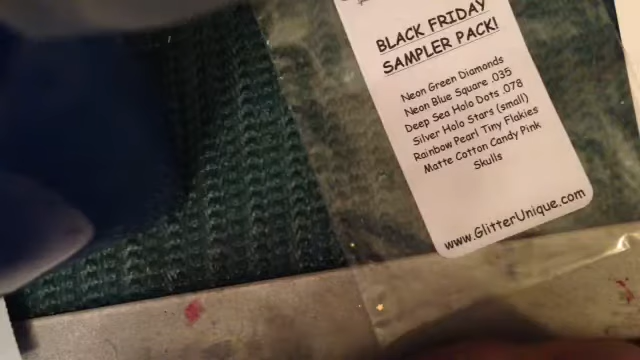 BLACK FRIDAY
SAMPLER PACK!
Neon Green Diamonds
Neon Blue Square .035
Deep Sea Holo Dots .078
Silver Holo Stars (small)
Rainbow Pearl Tiny Flakies
Matte Cotton Candy Pink
Skulls
www.GlitterUnique.com